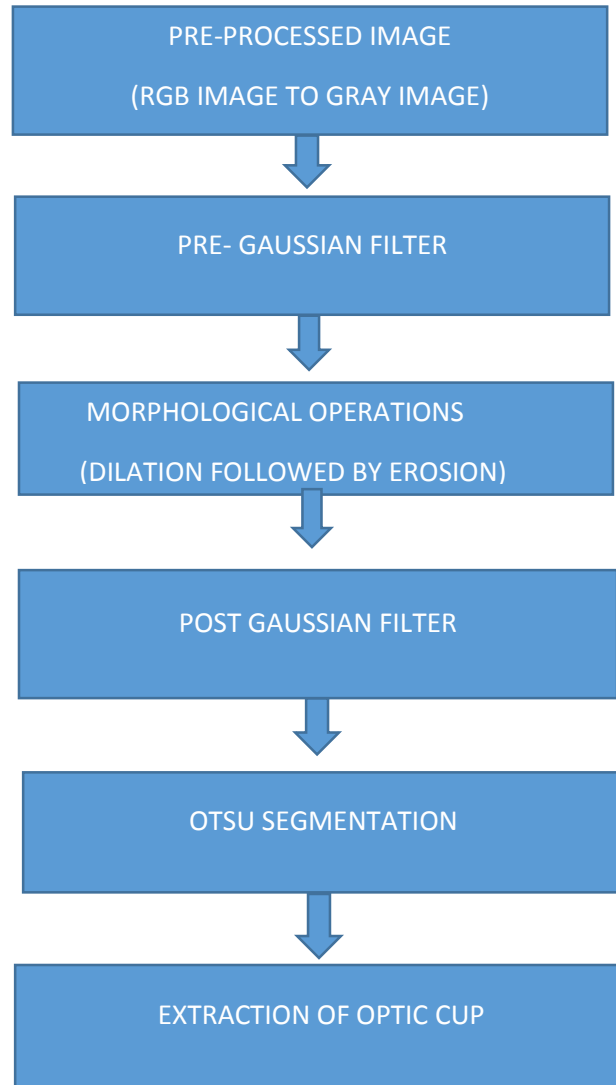 PRE-PROCESSED IMAGE
(RGB IMAGE TO GRAY IMAGE)
PRE- GAUSSIAN FILTER
MORPHOLOGICAL OPERATIONS
(DILATION FOLLOWED BY EROSION)
POST GAUSSIAN FILTER
OTSU SEGMENTATION
EXTRACTION OF OPTIC CUP